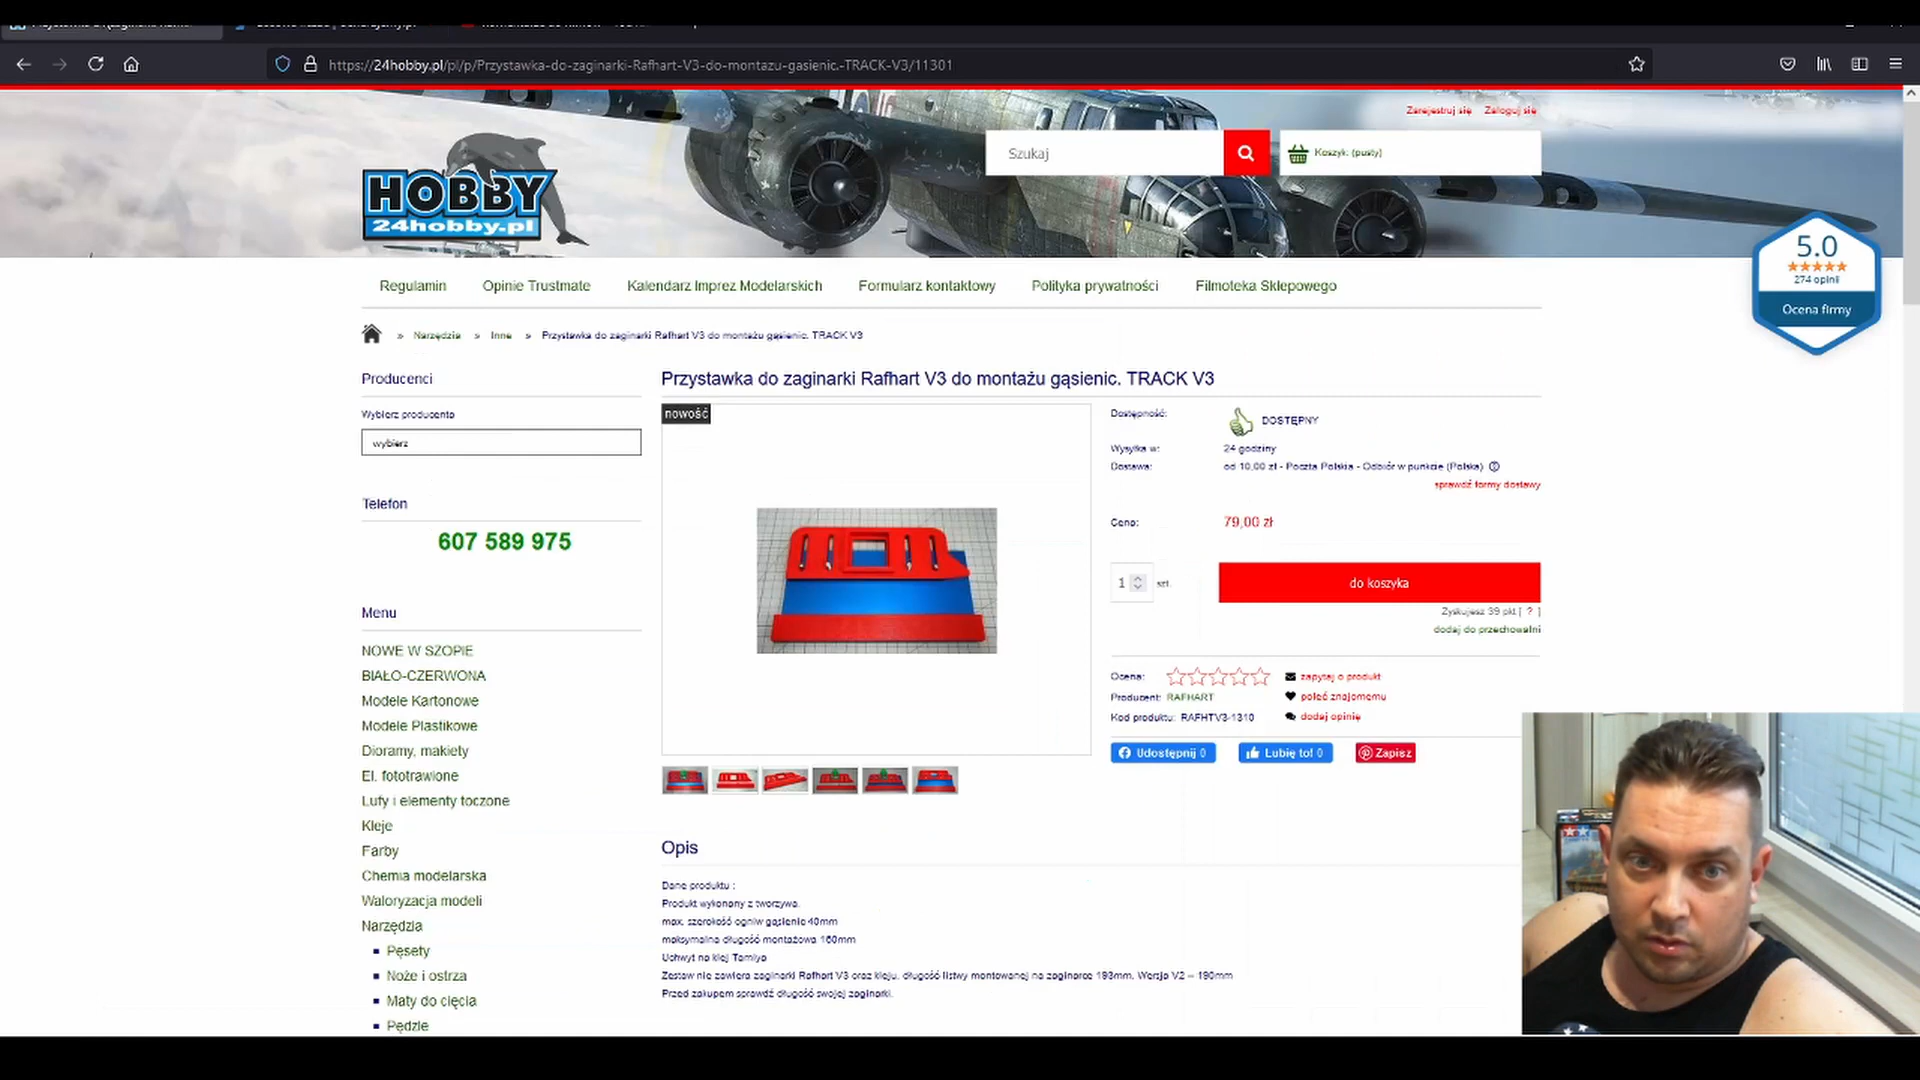 https://24hobby.pl/pl/p/Przystawka-do-zaginarki-Rafhart-V3-do-montazu-gasienic.-TRACK-V3/11301
Zarejestruj się Zaloguj się
Szukaj
Koszyk: (pusty)
HOBBY
24hobby.pl
5.0
274 opinii
Ocena firmy
Regulamin Opinie Trustmate Kalendarz Imprez Modelarskich Formularz kontaktowy Polityka prywatności Filmoteka Sklepowego
» Narzędzia » Inne » Przystawka do zaginarki Rafhart V3 do montażu gąsienic. TRACK V3
Producenci
Wybierz producenta
wybierz
Telefon
607 589 975
Menu
NOWE W SZOPIE
BIAŁO-CZERWONA
Modele Kartonowe
Modele Plastikowe
Dioramy, makiety
El. fototrawione
Lufy i elementy toczone
Kleje
Farby
Chemia modelarska
Waloryzacja modeli
Narzędzia
Pęsety
Noże i ostrza
Maty do cięcia
Pędzle
Przystawka do zaginarki Rafhart V3 do montażu gąsienic. TRACK V3
nowość
Dostępność: DOSTĘPNY
Wysyłka w: 24 godziny
Dostawa: od 10,00 zł - Poczta Polska - Odbiór w punkcie (Polska)
sprawdź formy dostawy
Cena: 79,00 zł
1 szt. do koszyka
Zyskujesz 39 pkt [ ? ]
dodaj do przechowalni
Ocena: zapytaj o produkt
Producent: RAFHART poleć znajomemu
Kod produktu: RAFHTV3-1310 dodaj opinię
Udostępnij 0 Lubię to! 0 Zapisz
Opis
Dane produktu :
Produkt wykonany z tworzywa.
max. szerokość ogniw gąsienic 40mm
maksymalna długość montażowa 160mm
Uchwyt na klej Tamiya
Zestaw nie zawiera zaginarki Rafhart V3 oraz kleju. długość listwy montowanej na zaginarce 193mm. Wersja V2 – 190mm
Przed zakupem sprawdź długość swojej zaginarki.